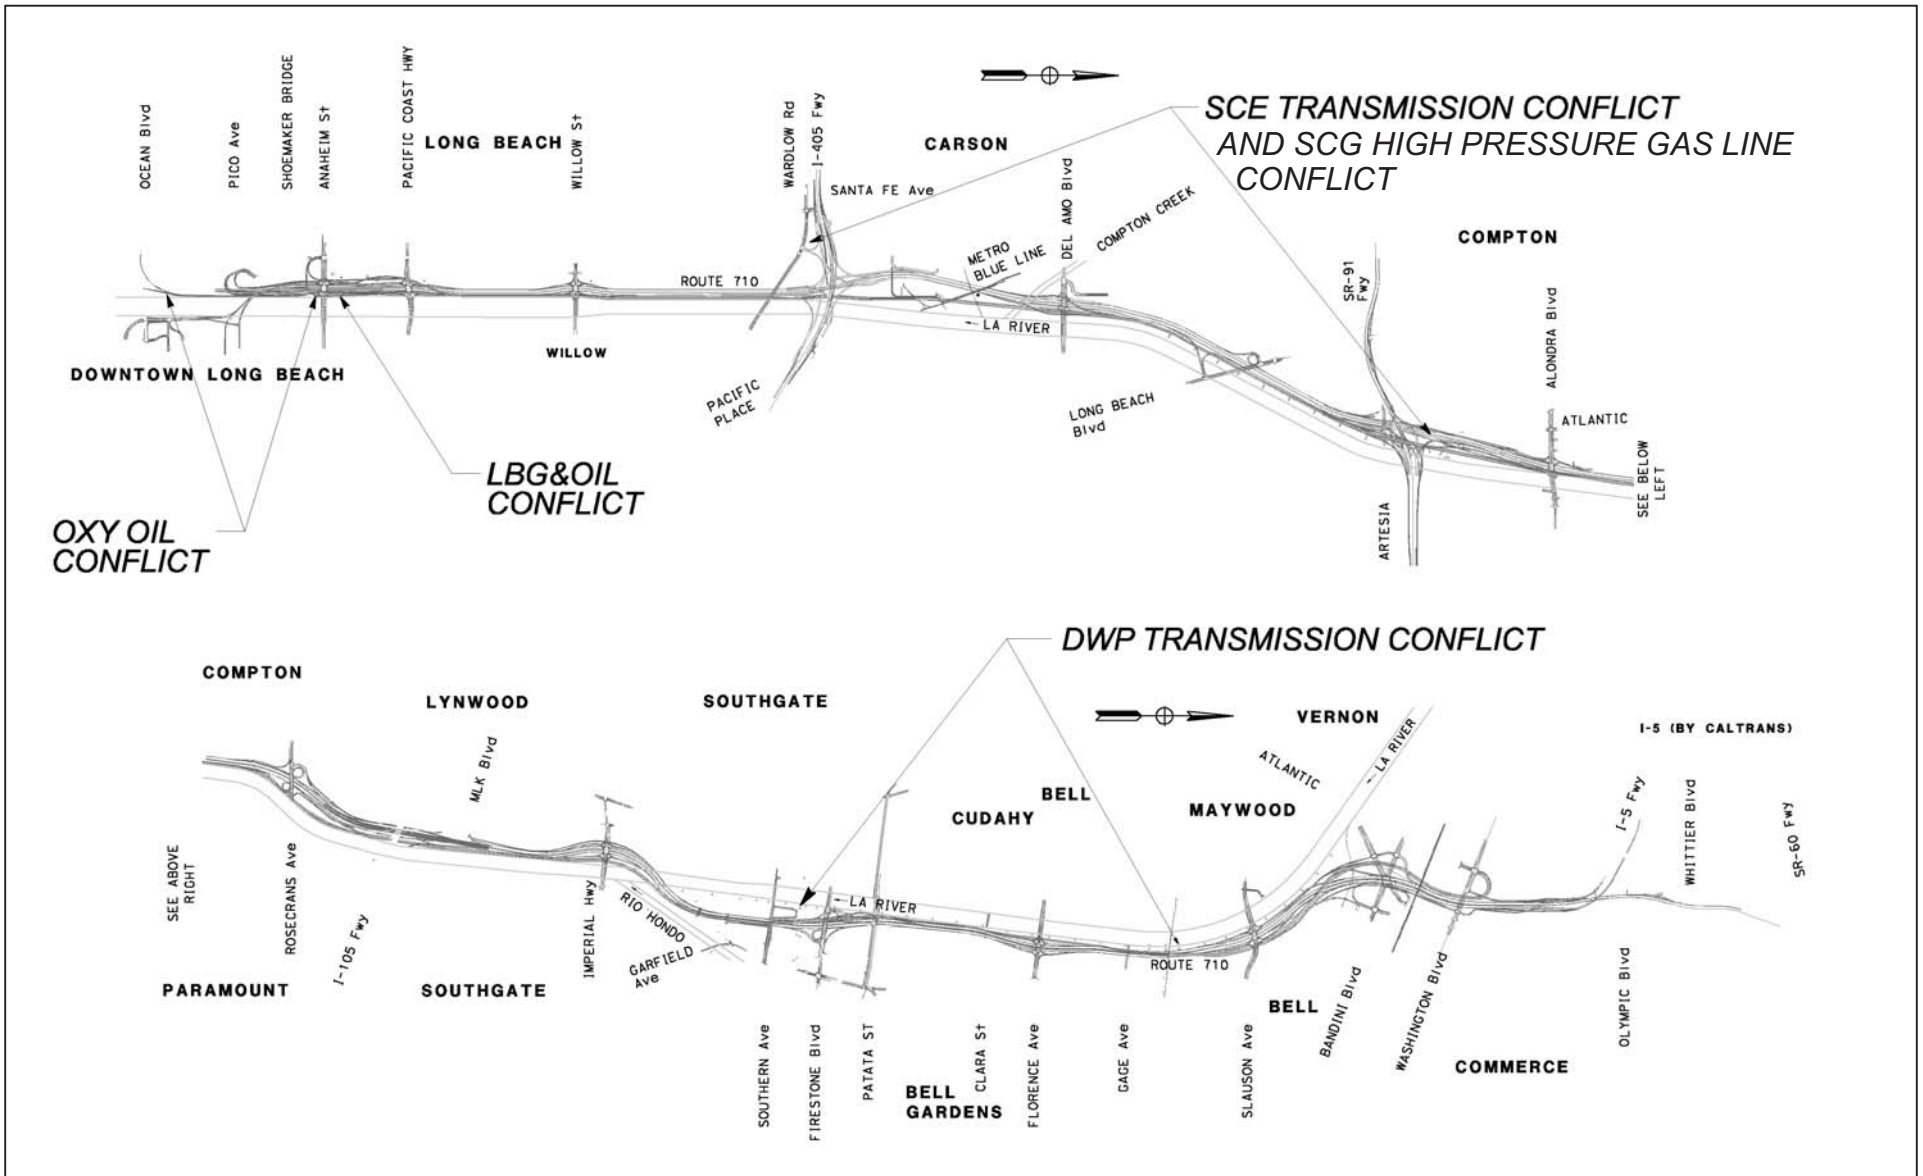 OCEAN Blvd
PICO Ave
SHOEMAKER BRIDGE
ANAHEIM St
PACIFIC COAST HWY
LONG BEACH
WILLOW St
WARDLOW Rd
I-405 Fwy
SANTA FE Ave
CARSON
DEL AMO Blvd
COMPTON CREEK
METRO
BLUE LINE
SCE TRANSMISSION CONFLICT
AND SCG HIGH PRESSURE GAS LINE
CONFLICT
COMPTON
SR-91
Fwy
ALONDRA Blvd
ROUTE 710
LA RIVER
WILLOW
DOWNTOWN LONG BEACH
PACIFIC
PLACE
LONG BEACH
Blvd
ATLANTIC
SEE BELOW
LEFT
ARTESIA
LBG&OIL
CONFLICT
OXY OIL
CONFLICT
DWP TRANSMISSION CONFLICT
COMPTON
LYNWOOD
SOUTHGATE
VERNON
I-5 (BY CALTRANS)
MLK Blvd
ATLANTIC
LA RIVER
BELL
CUDAHY
MAYWOOD
I-5 Fwy
WHITTIER Blvd
SR-60 Fwy
SEE ABOVE
RIGHT
ROSECRANS Ave
I-105 Fwy
IMPERIAL Hwy
RIO HONDO
GARFIELD
Ave
LA RIVER
ROUTE 710
PARAMOUNT
SOUTHGATE
BELL
BANDINI Blvd
WASHINGTON Blvd
OLYMPIC Blvd
SOUTHERN Ave
FIRESTONE Blvd
PATATA ST
CLARA St
FLORENCE Ave
GAGE Ave
SLAUSON Ave
COMMERCE
BELL
GARDENS